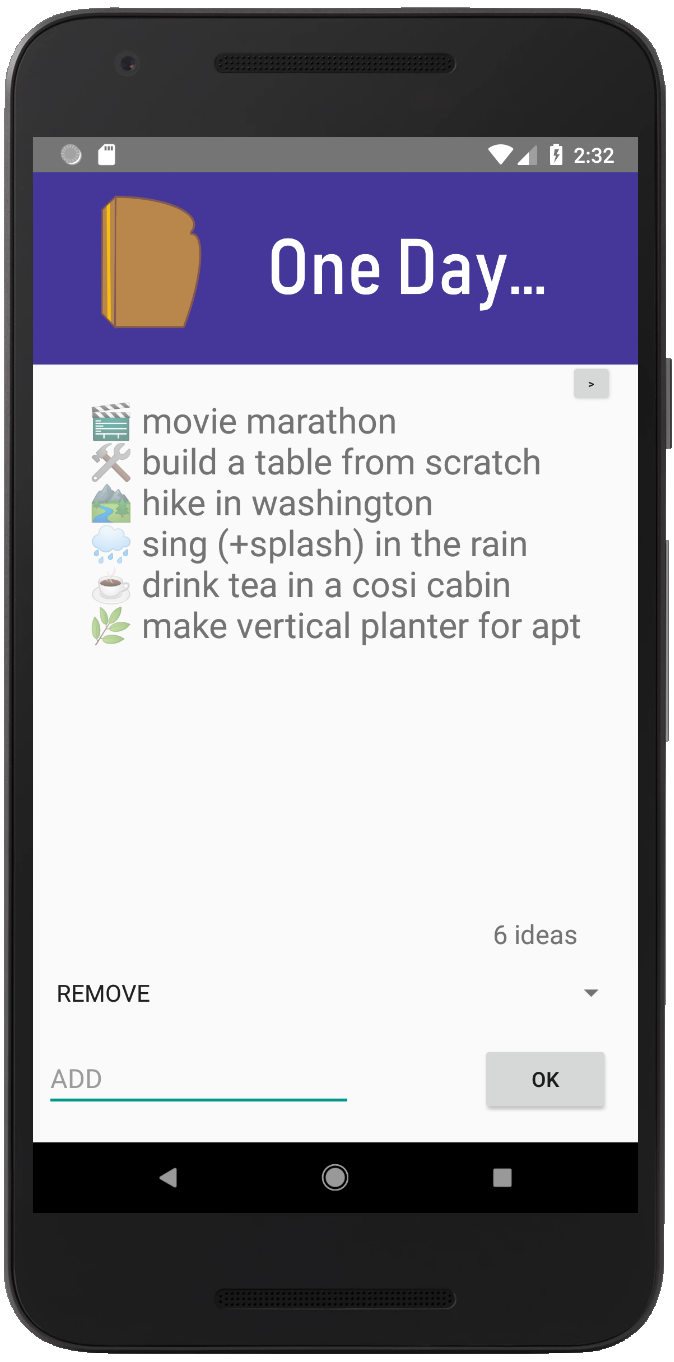 2:32
One Day...
>
🎬 movie marathon
🛠 build a table from scratch
🏞 hike in washington
🌧 sing (+splash) in the rain
☕ drink tea in a cosi cabin
🌿 make vertical planter for apt
6 ideas
REMOVE
ADD
OK